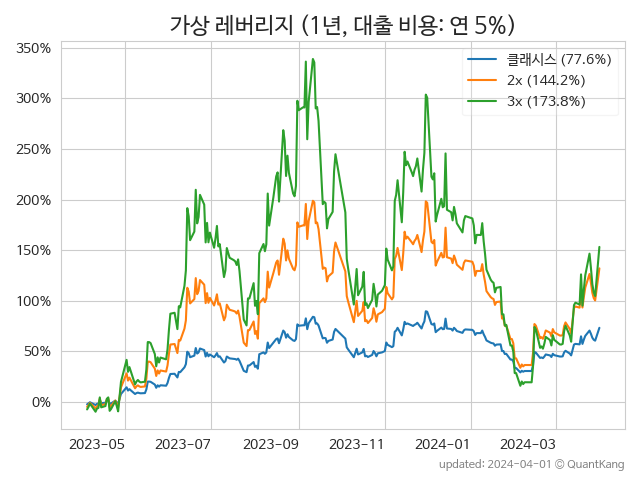 가상 레버리지 (1년, 대출 비용: 연 5%)
350%
300%
250%
200%
150%
100%
50%
0%
클래시스 (77.6%)
2x (144.2%)
3x (173.8%)
2023-05 2023-07 2023-09 2023-11 2024-01 2024-03
updated: 2024-04-01 © QuantKang